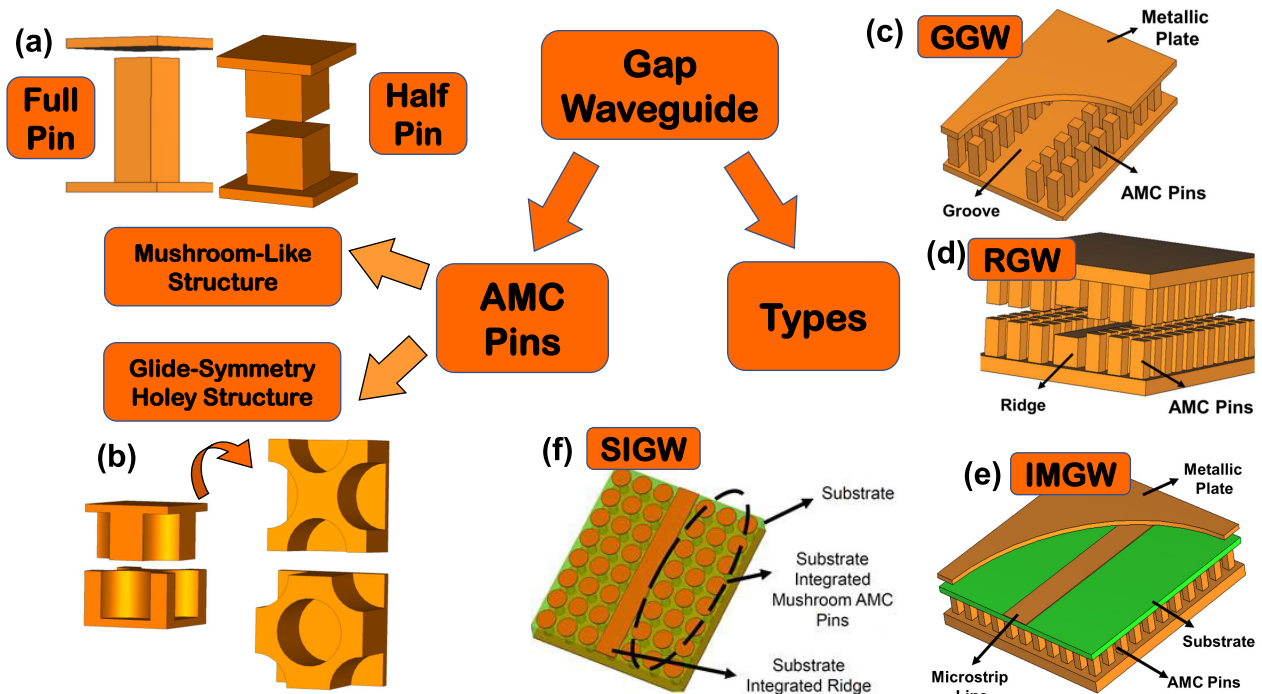 (a)
Full
Pin
Half
Pin
Gap
Waveguide
(c)
GGW
Metallic
Plate
AMC Pins
Groove
Mushroom-Like
Structure
AMC
Pins
Types
(d)
RGW
Ridge
AMC Pins
Glide-Symmetry
Holey Structure
(b)
(f)
SIGW
Substrate
Substrate
Integrated
Mushroom AMC
Pins
Substrate
Integrated Ridge
(e)
IMGW
Metallic
Plate
Substrate
AMC Pins
Microstrip
Line